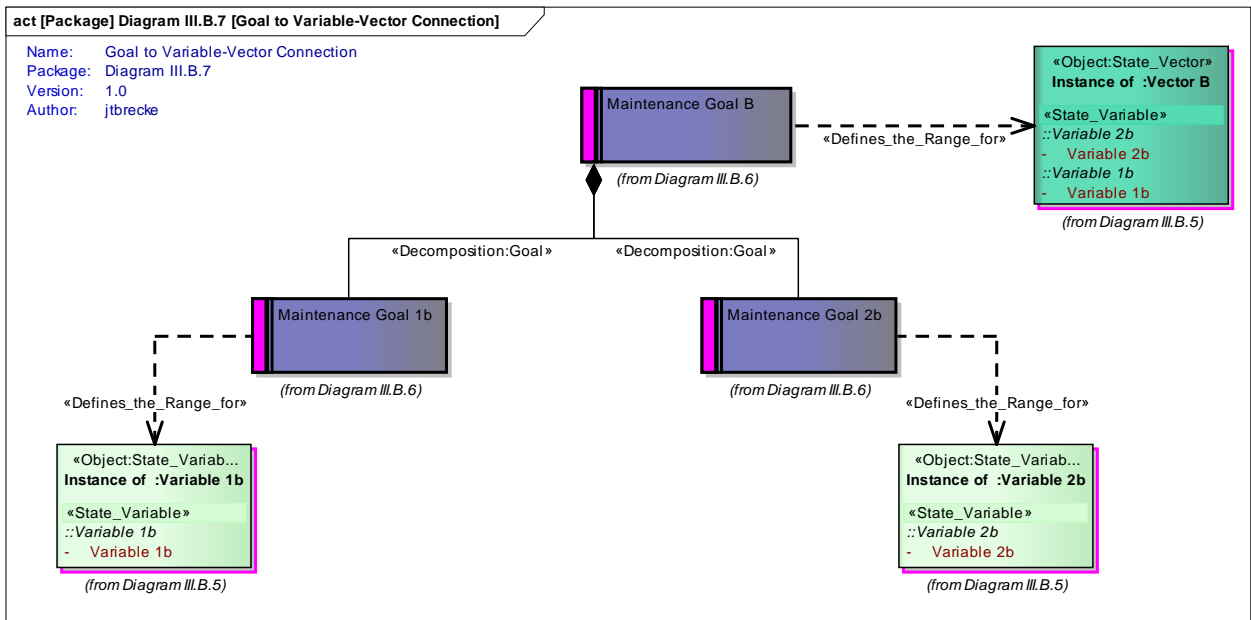 act [Package] Diagram III.B.7 [Goal to Variable-Vector Connection]
Name: Goal to Variable-Vector Connection
Package: Diagram III.B.7
Version: 1.0
Author: jtbrecke
Maintenance Goal B
(from Diagram III.B.6)
«Defines_the_Range_for»
«Object:State_Vector»
Instance of :Vector B
«State_Variable»
::Variable 2b
- Variable 2b
::Variable 1b
- Variable 1b
(from Diagram III.B.5)
«Decomposition:Goal»
«Decomposition:Goal»
Maintenance Goal 1b
(from Diagram III.B.6)
Maintenance Goal 2b
(from Diagram III.B.6)
«Defines_the_Range_for»
«Defines_the_Range_for»
«Object:State_Variab...
Instance of :Variable 1b
«State_Variable»
::Variable 1b
- Variable 1b
(from Diagram III.B.5)
«Object:State_Variab...
Instance of :Variable 2b
«State_Variable»
::Variable 2b
- Variable 2b
(from Diagram III.B.5)